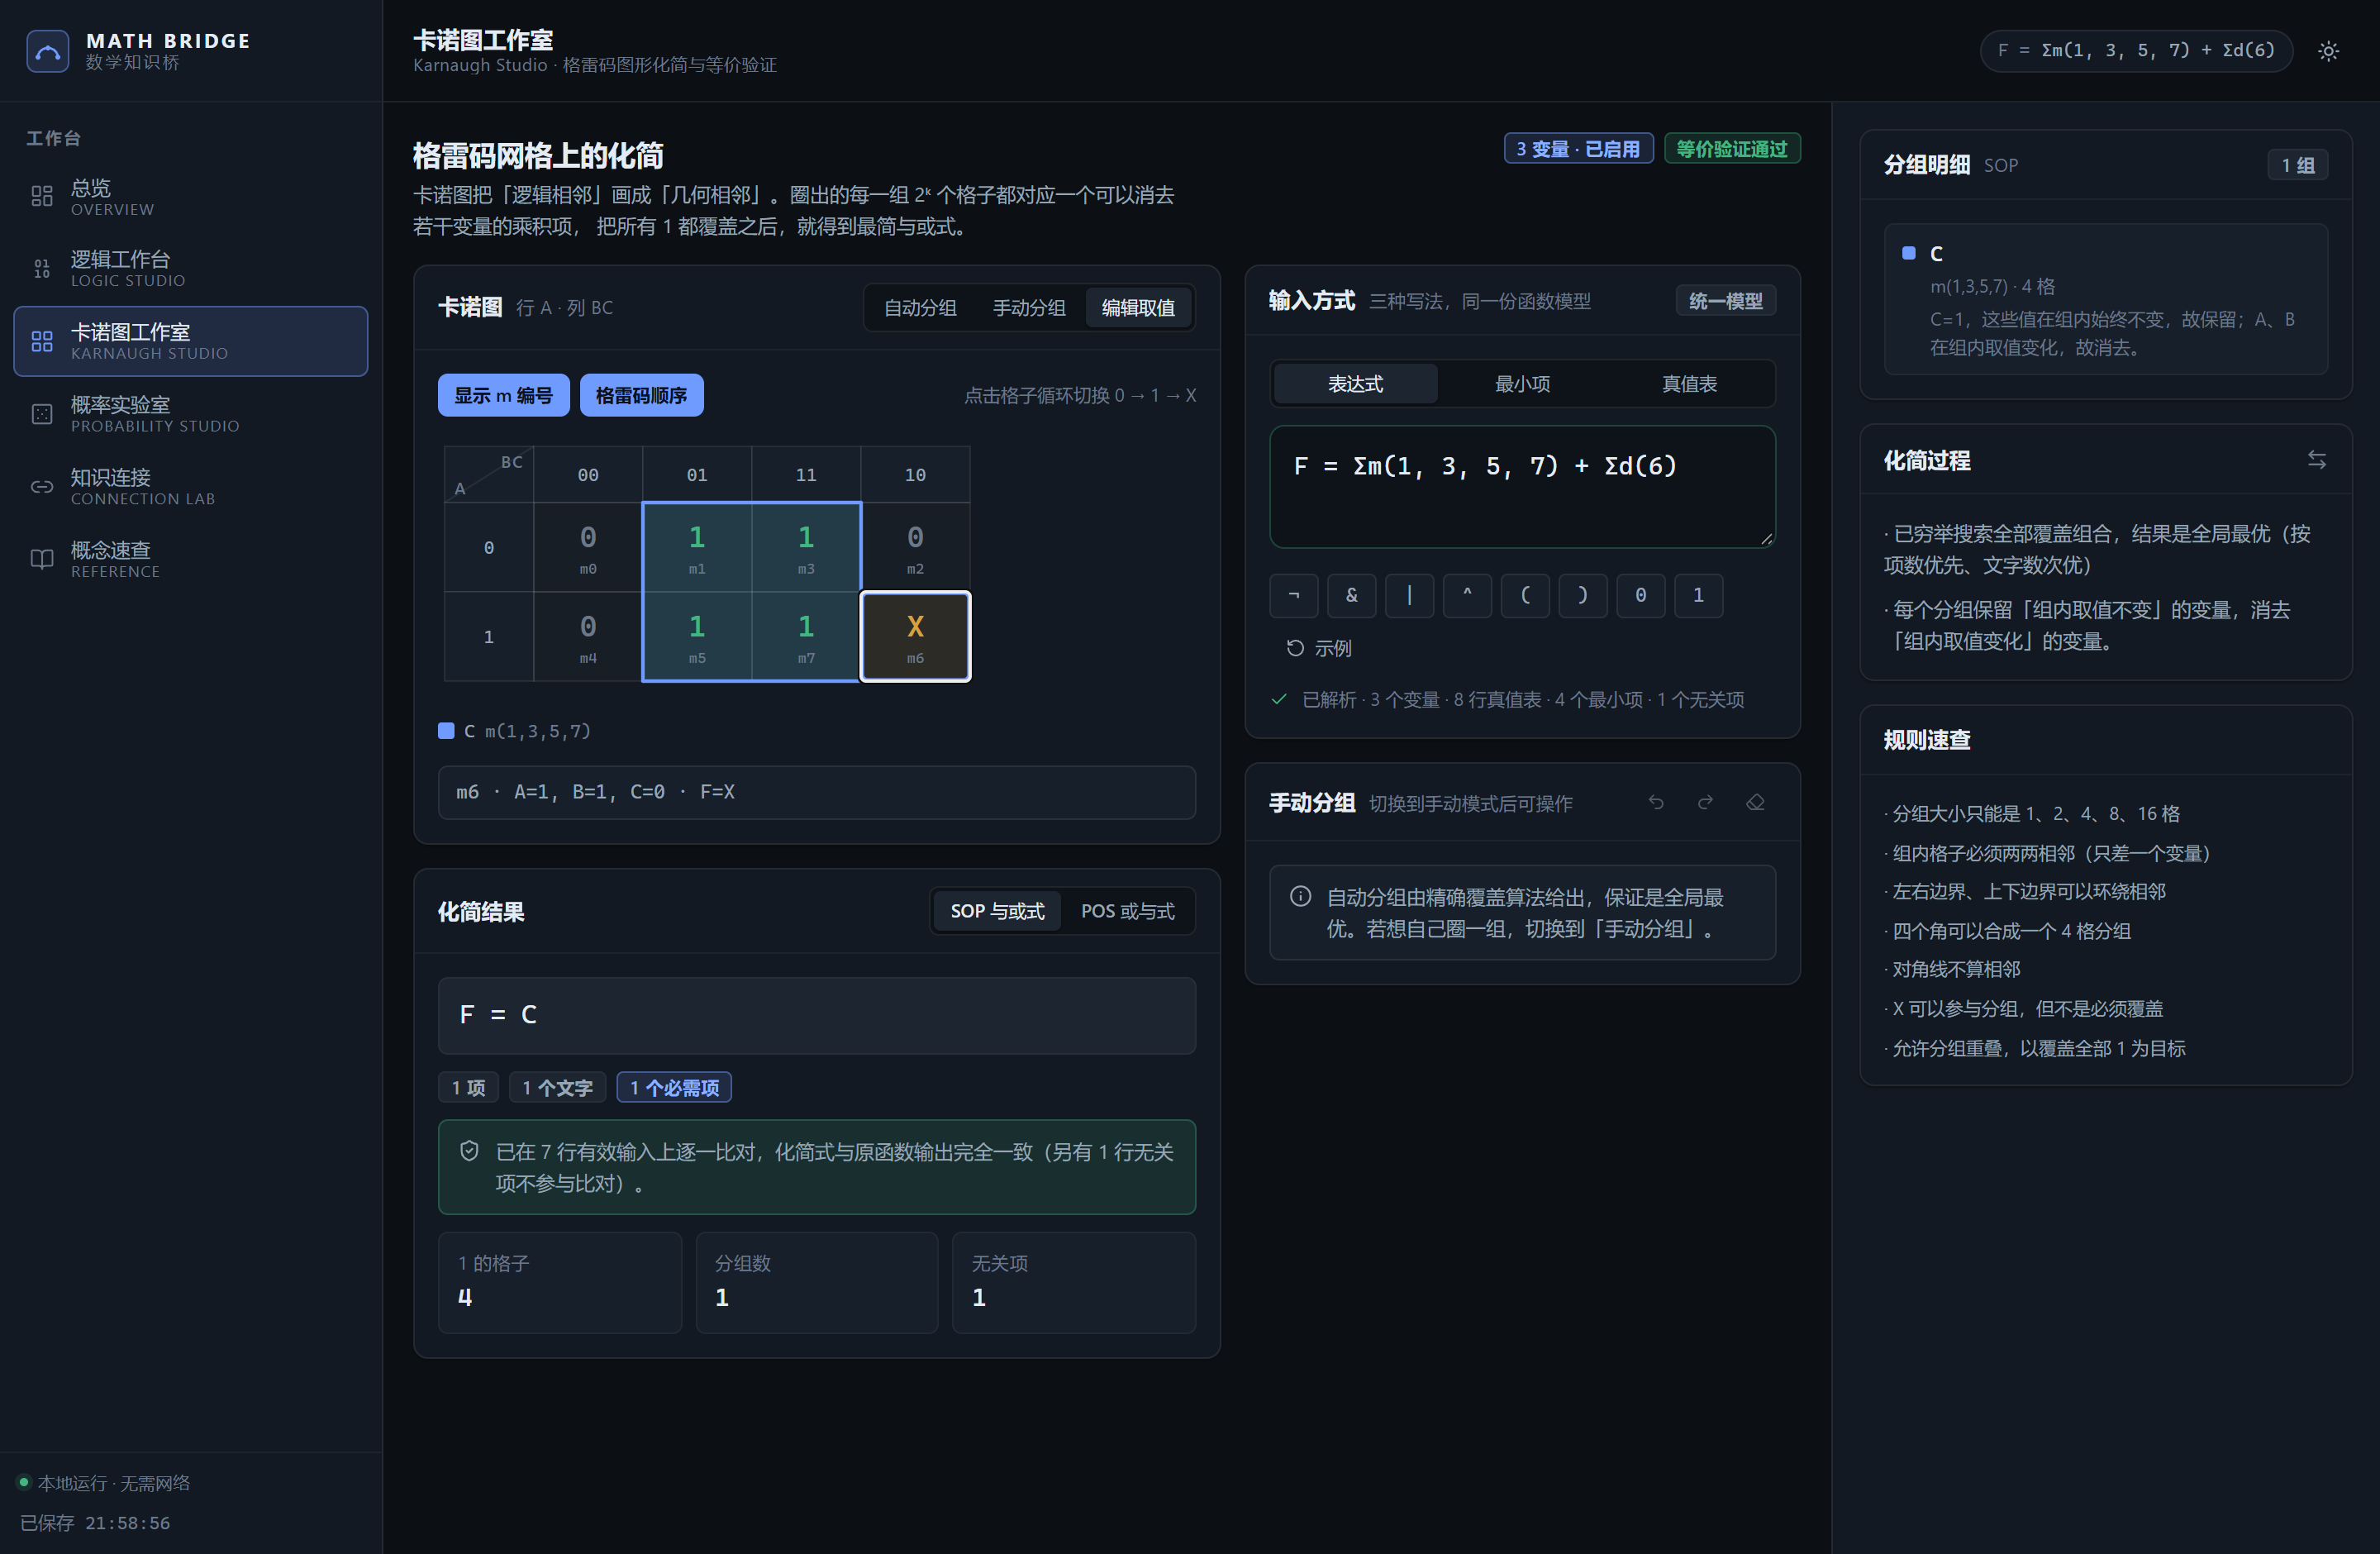 MATH BRIDGE
数学知识桥
工作台
总览
OVERVIEW
逻辑工作台
LOGIC STUDIO
卡诺图工作室
KARNAUGH STUDIO
概率实验室
PROBABILITY STUDIO
知识连接
CONNECTION LAB
概念速查
REFERENCE
本地运行 · 无需网络
已保存 21:58:56
卡诺图工作室
Karnaugh Studio · 格雷码图形化简与等价验证
F = Σm(1, 3, 5, 7) + Σd(6)
格雷码网格上的化简
3 变量 · 已启用
等价验证通过
卡诺图把「逻辑相邻」画成「几何相邻」。圈出的每一组 2ᵏ 个格子都对应一个可以消去
若干变量的乘积项， 把所有 1 都覆盖之后，就得到最简与或式。
卡诺图 行 A · 列 BC
自动分组 手动分组 编辑取值
显示 m 编号 格雷码顺序 点击格子循环切换 0 → 1 → X
BC
A
00 01 11 10
0
0 1 1 0
m0 m1 m3 m2
1
0 1 1 X
m4 m5 m7 m6
C m(1,3,5,7)
m6 · A=1, B=1, C=0 · F=X
化简结果
SOP 与或式 POS 或与式
F = C
1 项 1 个文字 1 个必需项
已在 7 行有效输入上逐一比对，化简式与原函数输出完全一致（另有 1 行无关
项不参与比对）。
1 的格子
4
分组数
1
无关项
1
输入方式 三种写法，同一份函数模型 统一模型
表达式 最小项 真值表
F = Σm(1, 3, 5, 7) + Σd(6)
¬ & | ^ ( ) 0 1
示例
已解析 · 3 个变量 · 8 行真值表 · 4 个最小项 · 1 个无关项
手动分组 切换到手动模式后可操作
自动分组由精确覆盖算法给出，保证是全局最
优。若想自己圈一组，切换到「手动分组」。
分组明细 SOP 1 组
C
m(1,3,5,7) · 4 格
C=1，这些值在组内始终不变，故保留；A、B
在组内取值变化，故消去。
化简过程
· 已穷举搜索全部覆盖组合，结果是全局最优（按
项数优先、文字数次优）
· 每个分组保留「组内取值不变」的变量，消去
「组内取值变化」的变量。
规则速查
· 分组大小只能是 1、2、4、8、16 格
· 组内格子必须两两相邻（只差一个变量）
· 左右边界、上下边界可以环绕相邻
· 四个角可以合成一个 4 格分组
· 对角线不算相邻
· X 可以参与分组，但不是必须覆盖
· 允许分组重叠，以覆盖全部 1 为目标